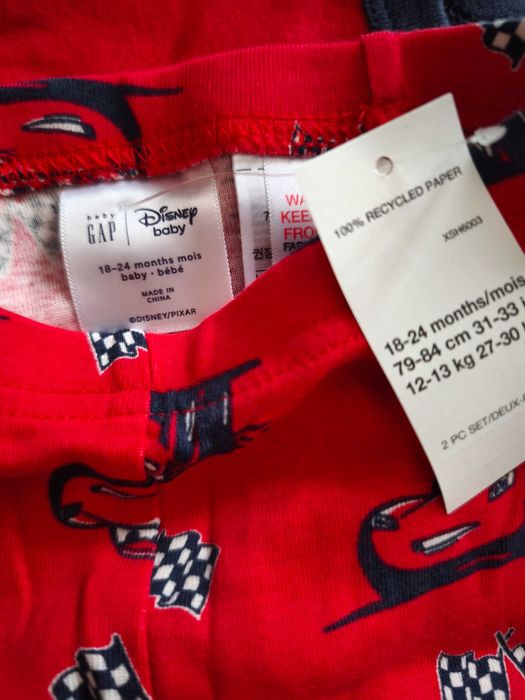 baby
GAP
Disney
baby
18-24 months mois
baby • bébé
MADE IN
CHINA
©DISNEY/PIXAR
KEE
FRO
100% RECYCLED PAPER
XSH6003
18-24 months/mois
79-84 cm 31-33
12-13 kg 27-30
2 PC SET/DEUX-